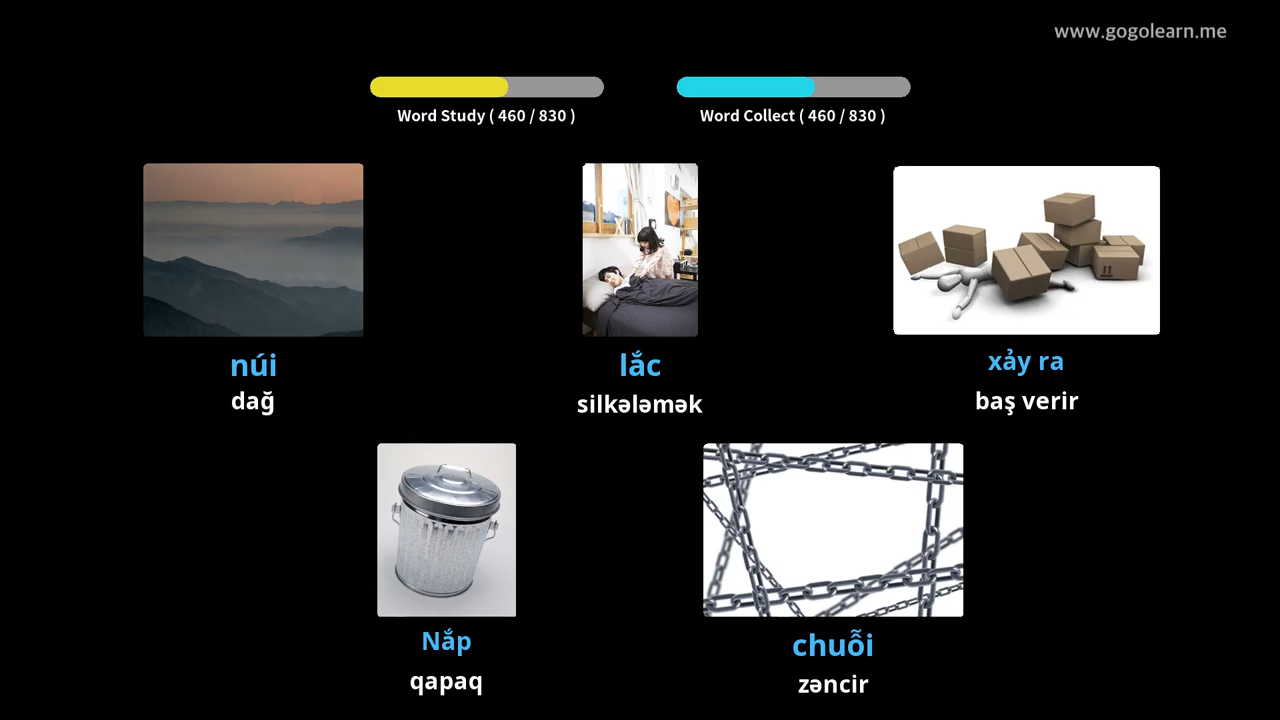 www.gogolearn.me
Word Study ( 460 / 830 )
Word Collect ( 460 / 830 )
núi
dağ
lắc
silkələmək
xảy ra
baş verir
Nắp
qapaq
chuỗi
zəncir